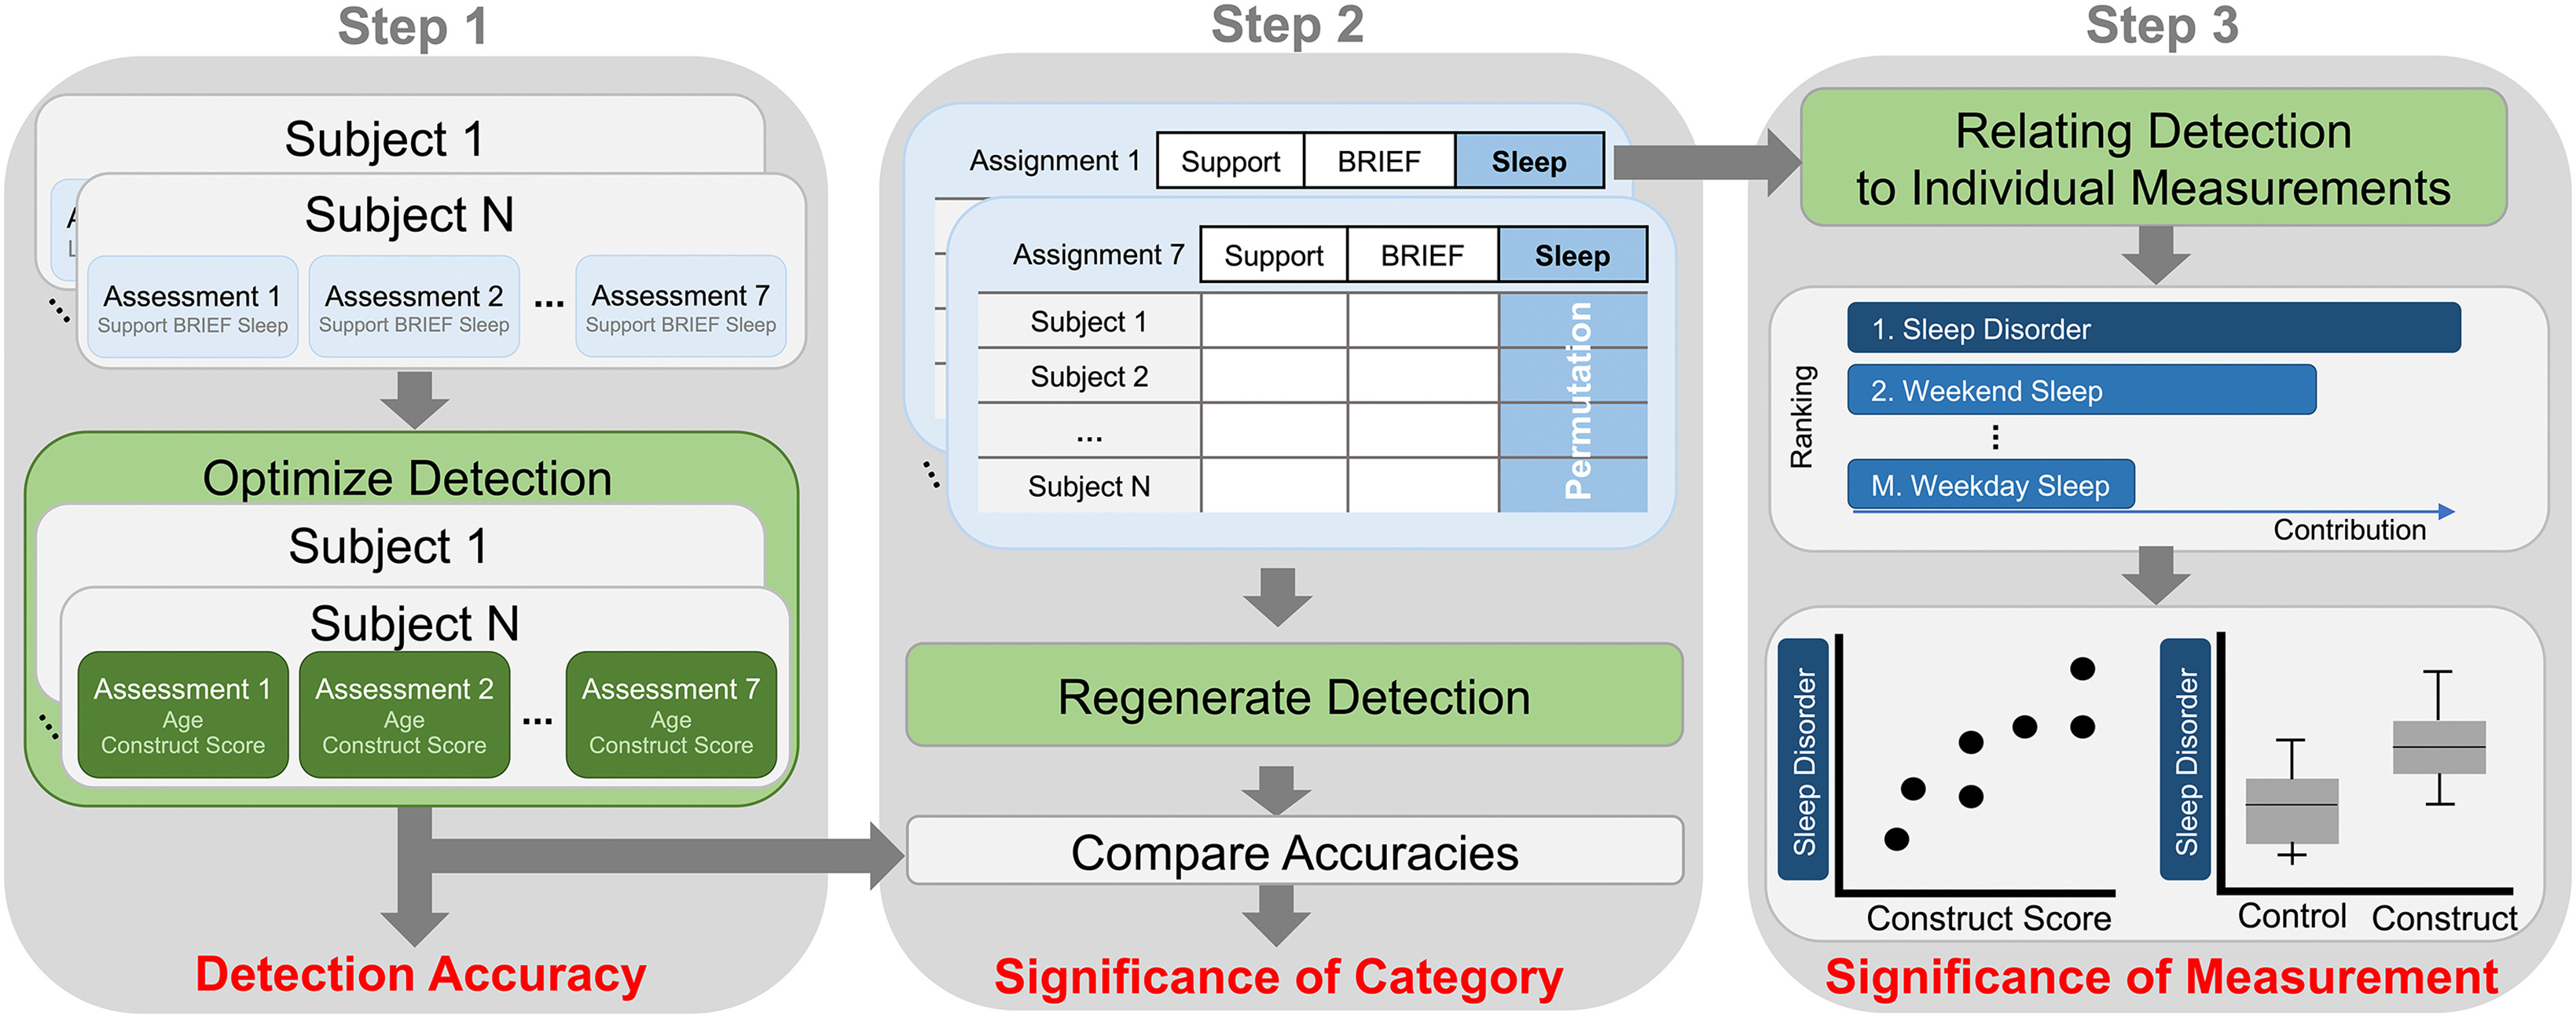 Step 1
Subject 1
Subject N
Assessment 1
Support BRIEF Sleep
Assessment 2
Support BRIEF Sleep
...
Assessment 7
Support BRIEF Sleep
Optimize Detection
Subject 1
Subject N
Assessment 1
Age
Construct Score
Assessment 2
Age
Construct Score
...
Assessment 7
Age
Construct Score
Detection Accuracy
Step 2
Assignment 1 Support BRIEF Sleep
Assignment 7 Support BRIEF Sleep
Subject 1
Subject 2
...
Subject N
Permutation
Regenerate Detection
Compare Accuracies
Significance of Category
Step 3
Relating Detection
to Individual Measurements
Ranking
1. Sleep Disorder
2. Weekend Sleep
M. Weekday Sleep
Contribution
Sleep Disorder
Construct Score
Sleep Disorder
Control Construct
Significance of Measurement